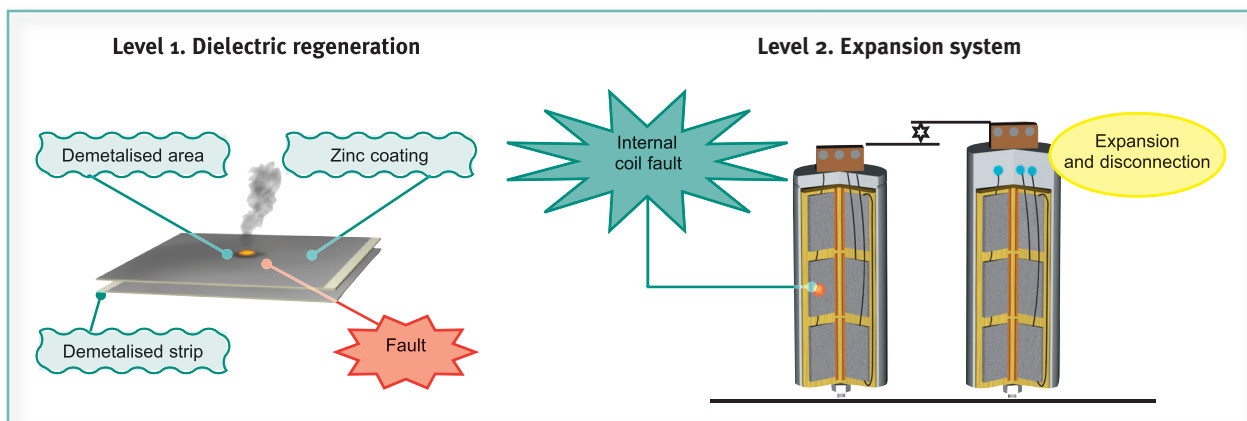 Level 1. Dielectric regeneration
Level 2. Expansion system
Demetalised area
Zinc coating
Demetalised strip
Fault
Internal
coil fault
Expansion
and disconnection